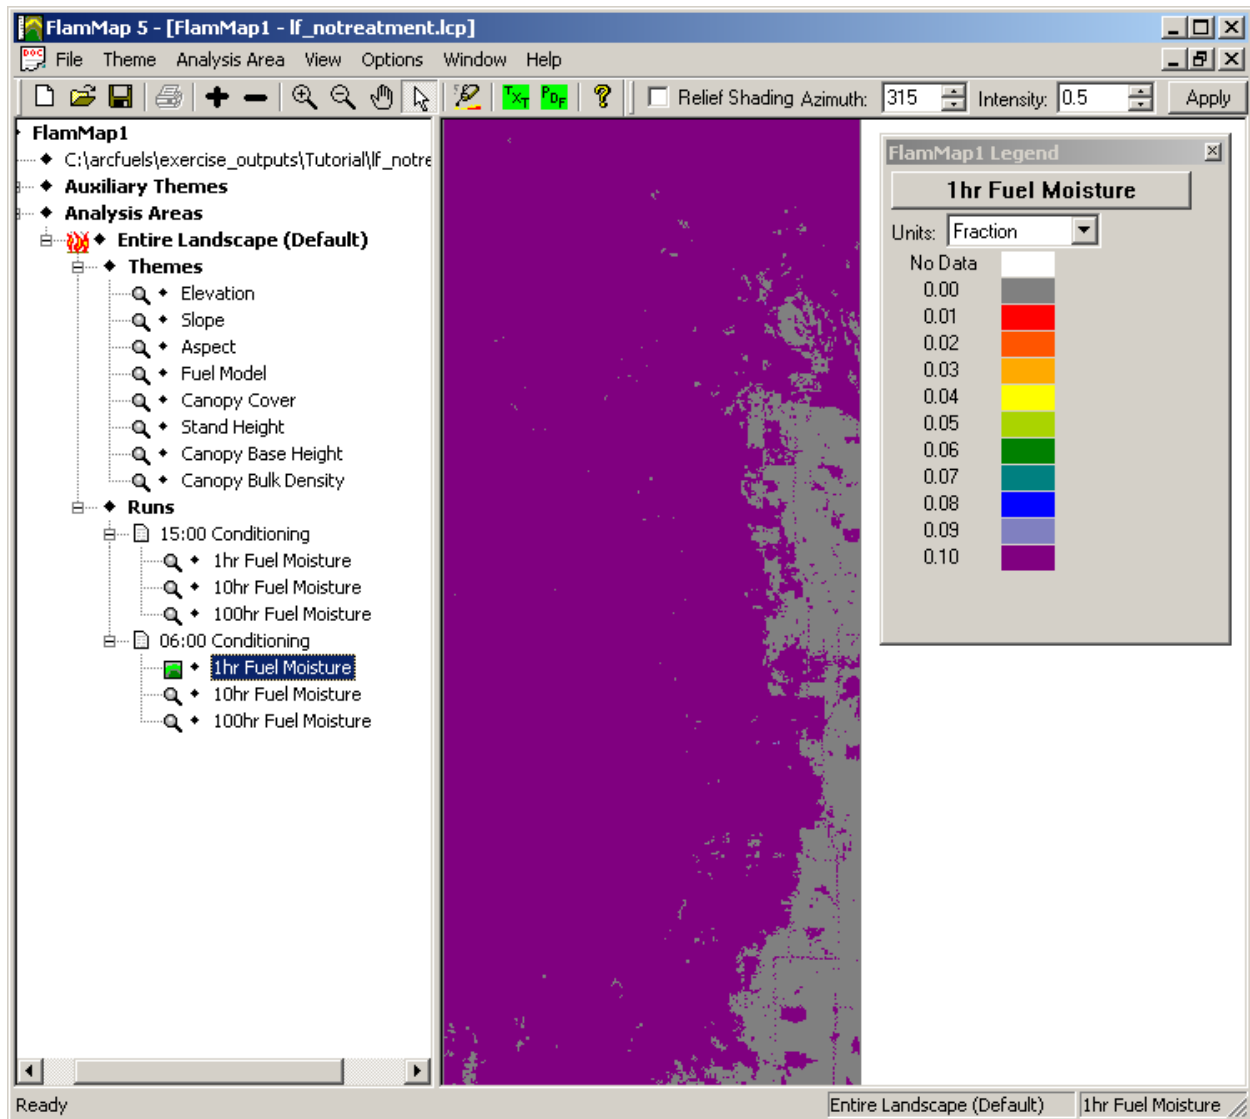 FlamMap 5 - [FlamMap1 - lf_notreatment.lcp]
File Theme Analysis Area View Options Window Help
TXT PDF ? Relief Shading Azimuth: 315 Intensity: 0.5 Apply
FlamMap1
C:\arcfuels\exercise_outputs\Tutorial\lf_notre
Auxiliary Themes
Analysis Areas
Entire Landscape (Default)
Themes
Elevation
Slope
Aspect
Fuel Model
Canopy Cover
Stand Height
Canopy Base Height
Canopy Bulk Density
Runs
15:00 Conditioning
1hr Fuel Moisture
10hr Fuel Moisture
100hr Fuel Moisture
06:00 Conditioning
1hr Fuel Moisture
10hr Fuel Moisture
100hr Fuel Moisture
FlamMap1 Legend
1hr Fuel Moisture
Units: Fraction
No Data
0.00
0.01
0.02
0.03
0.04
0.05
0.06
0.07
0.08
0.09
0.10
Ready Entire Landscape (Default) 1hr Fuel Moisture